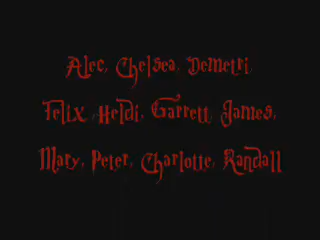 Alec, Chelsea, Demetri
Felix, Heidi, Garrett, James,
Mary, Peter, Charlotte, Randall